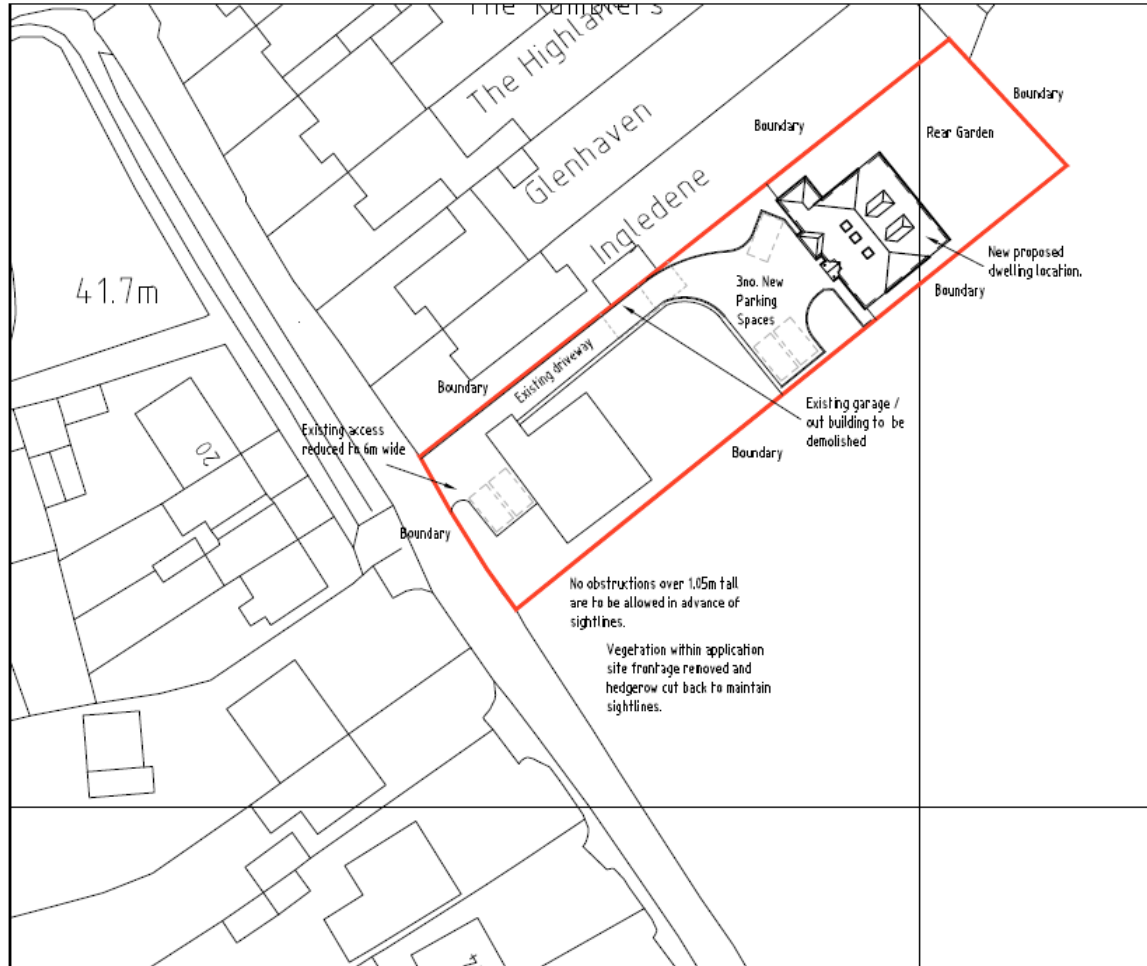 The Highla
Glenhaven
Ingledene
41.7m
20
Boundary
Boundary
Rear Garden
New proposed
dwelling location.
Boundary
3no. New
Parking
Spaces
Existing driveway
Boundary
Existing garage /
out building to be
demolished
Existing access
reduced to 6m wide
Boundary
Boundary
No obstructions over 1.05m tall
are to be allowed in advance of
sightlines.
Vegetation within application
site frontage removed and
hedgerow cut back to maintain
sightlines.